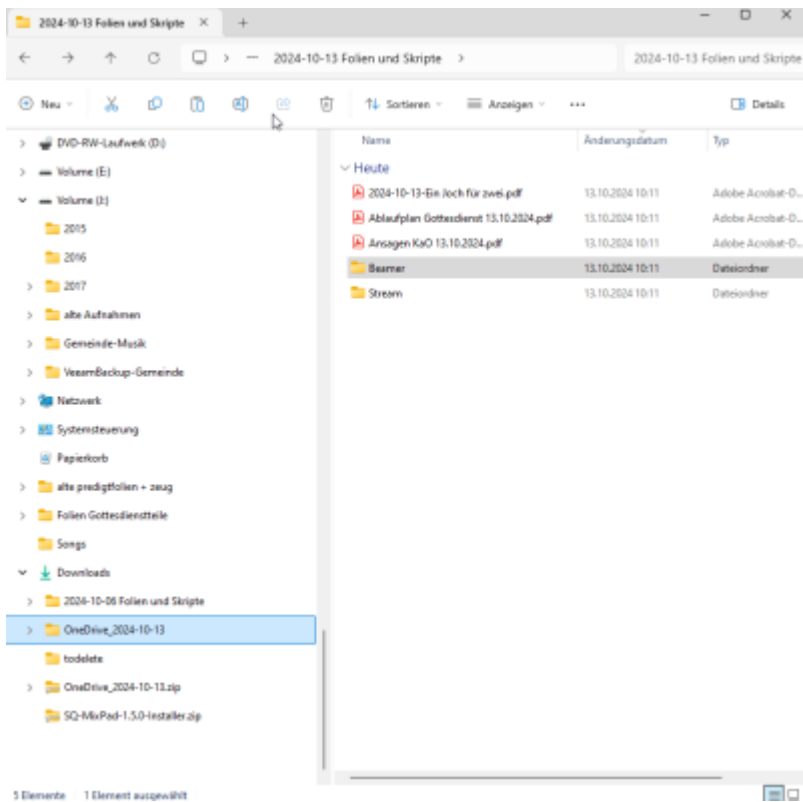 2024-10-13 Folien und Skripte
2024-10-13 Folien und Skripte
2024-10-13 Folien und Skripte
Neu
Sortieren
Anzeigen
Details
Name Änderungsdatum Typ
DVD-RW-Laufwerk (D:)
Volume (E:)
Volume (I:)
2015
2016
2017
alte Aufnahmen
Gemeinde-Musik
VeeamBackup-Gemeinde
Netzwerk
Systemsteuerung
Papierkorb
alte predigtfolien + zeug
Folien Gottesdienstteile
Songs
Downloads
2024-10-06 Folien und Skripte
OneDrive_2024-10-13
todelete
OneDrive_2024-10-13.zip
SQ-MixPad-1.5.0-Installer.zip
Heute
2024-10-13-Ein Joch für zwei.pdf 13.10.2024 10:11 Adobe Acrobat-D...
Ablaufplan Gottesdienst 13.10.2024.pdf 13.10.2024 10:11 Adobe Acrobat-D...
Ansagen KaO 13.10.2024.pdf 13.10.2024 10:11 Adobe Acrobat-D...
Beamer 13.10.2024 10:11 Dateiordner
Stream 13.10.2024 10:11 Dateiordner
5 Elemente 1 Element ausgewählt